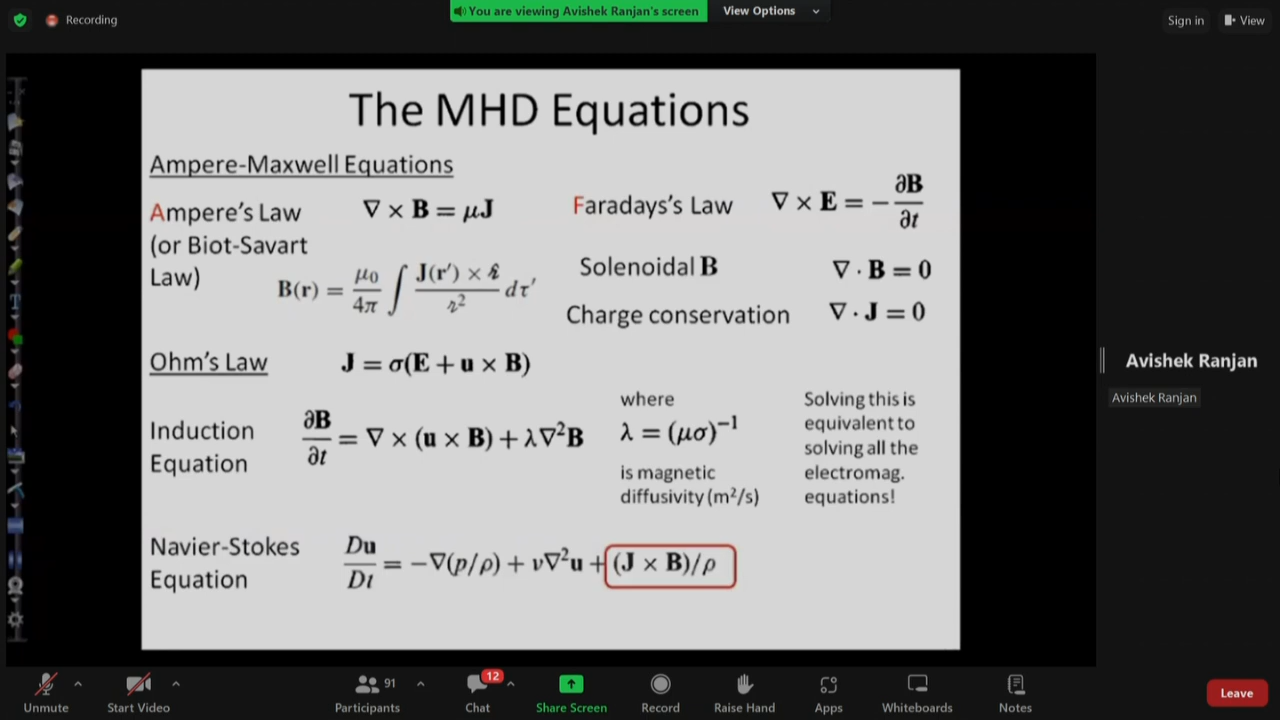 Recording
You are viewing Avishek Ranjan's screen
View Options
Sign in
View
The MHD Equations
Ampere-Maxwell Equations
Ampere's Law
(or Biot-Savart
Law)
∇ × B = μJ
B(r) = μ₀/4π ∫ J(r′) × 𝓇̂ / 𝓇² dτ′
Faradays's Law
∇ × E = −∂B/∂t
Solenoidal B
∇ · B = 0
Charge conservation
∇ · J = 0
Ohm's Law
J = σ(E + u × B)
Induction
Equation
∂B/∂t = ∇ × (u × B) + λ∇²B
where
λ = (μσ)⁻¹
is magnetic
diffusivity (m²/s)
Solving this is
equivalent to
solving all the
electromag.
equations!
Navier-Stokes
Equation
Du/Dt = −∇(p/ρ) + ν∇²u + (J × B)/ρ
Avishek Ranjan
Avishek Ranjan
Unmute
Start Video
91
Participants
12
Chat
Share Screen
Record
Raise Hand
Apps
Whiteboards
Notes
Leave